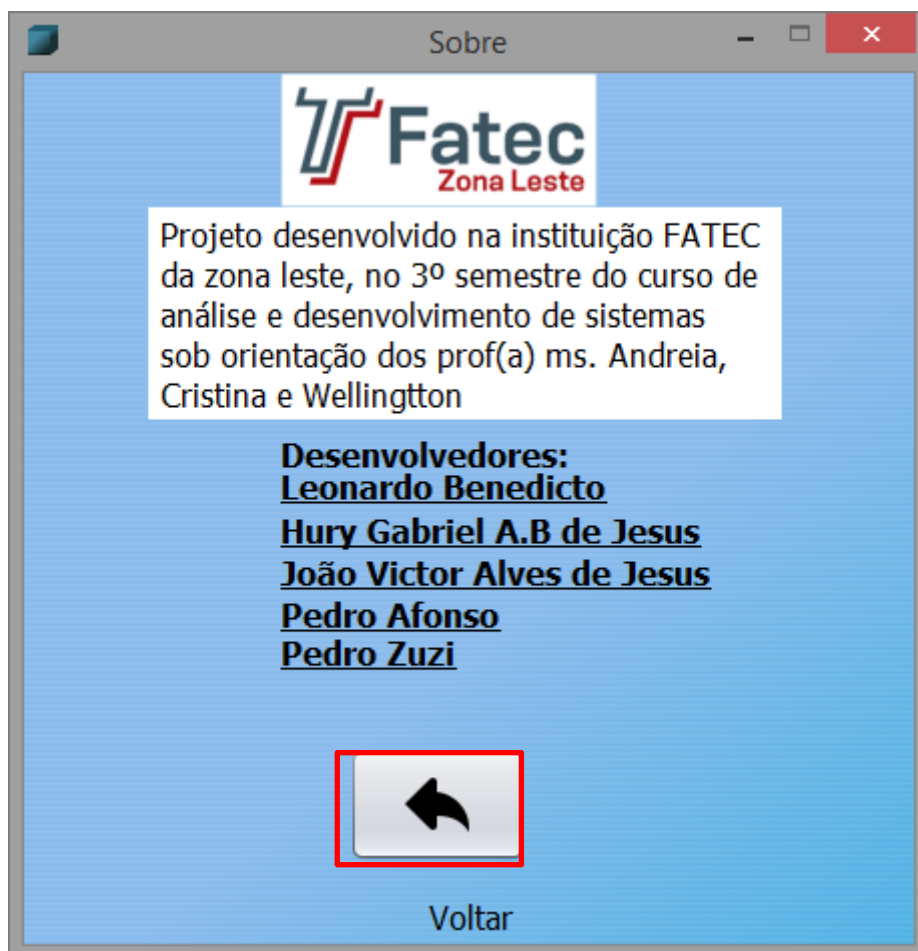 Sobre
Fatec
Zona Leste
Projeto desenvolvido na instituição FATEC
da zona leste, no 3º semestre do curso de
análise e desenvolvimento de sistemas
sob orientação dos prof(a) ms. Andreia,
Cristina e Wellingtton
Desenvolvedores:
Leonardo Benedicto
Hury Gabriel A.B de Jesus
João Victor Alves de Jesus
Pedro Afonso
Pedro Zuzi
Voltar